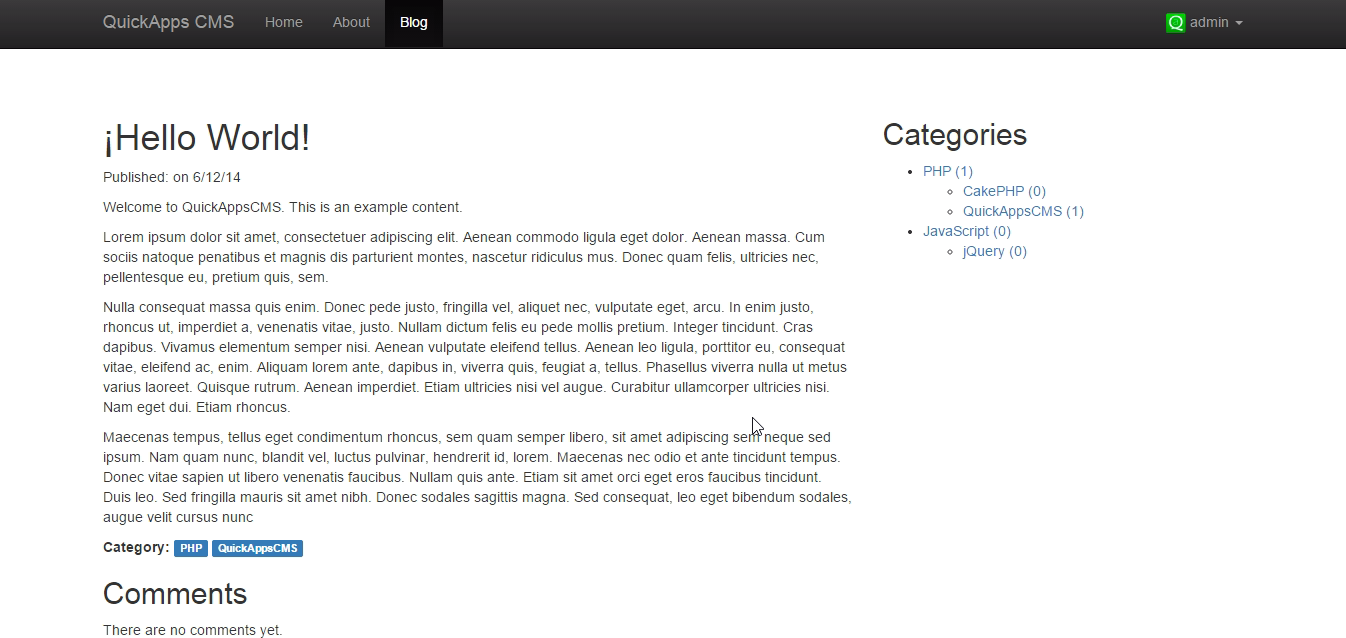 QuickApps CMS Home About Blog admin
¡Hello World!
Published: on 6/12/14
Welcome to QuickAppsCMS. This is an example content.
Lorem ipsum dolor sit amet, consectetuer adipiscing elit. Aenean commodo ligula eget dolor. Aenean massa. Cum
sociis natoque penatibus et magnis dis parturient montes, nascetur ridiculus mus. Donec quam felis, ultricies nec,
pellentesque eu, pretium quis, sem.
Nulla consequat massa quis enim. Donec pede justo, fringilla vel, aliquet nec, vulputate eget, arcu. In enim justo,
rhoncus ut, imperdiet a, venenatis vitae, justo. Nullam dictum felis eu pede mollis pretium. Integer tincidunt. Cras
dapibus. Vivamus elementum semper nisi. Aenean vulputate eleifend tellus. Aenean leo ligula, porttitor eu, consequat
vitae, eleifend ac, enim. Aliquam lorem ante, dapibus in, viverra quis, feugiat a, tellus. Phasellus viverra nulla ut metus
varius laoreet. Quisque rutrum. Aenean imperdiet. Etiam ultricies nisi vel augue. Curabitur ullamcorper ultricies nisi.
Nam eget dui. Etiam rhoncus.
Maecenas tempus, tellus eget condimentum rhoncus, sem quam semper libero, sit amet adipiscing sem neque sed
ipsum. Nam quam nunc, blandit vel, luctus pulvinar, hendrerit id, lorem. Maecenas nec odio et ante tincidunt tempus.
Donec vitae sapien ut libero venenatis faucibus. Nullam quis ante. Etiam sit amet orci eget eros faucibus tincidunt.
Duis leo. Sed fringilla mauris sit amet nibh. Donec sodales sagittis magna. Sed consequat, leo eget bibendum sodales,
augue velit cursus nunc
Category: PHP QuickAppsCMS
Comments
There are no comments yet.
Categories
PHP (1)
CakePHP (0)
QuickAppsCMS (1)
JavaScript (0)
jQuery (0)